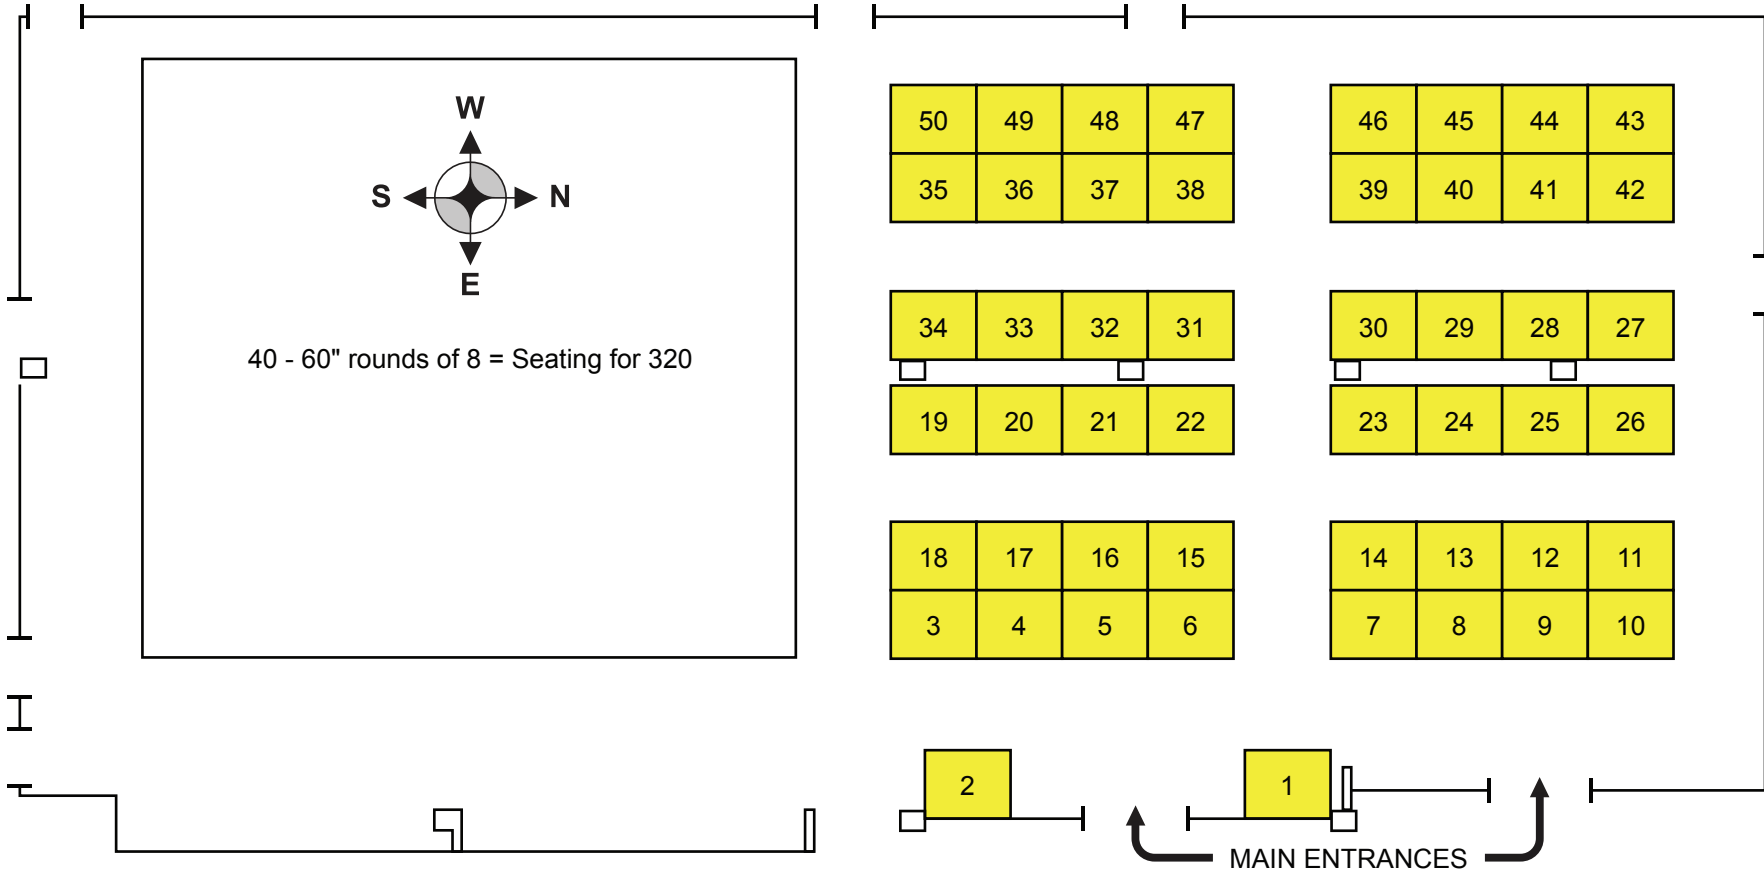 W
S N
E
40 - 60" rounds of 8 = Seating for 320
50 49 48 47 46 45 44 43
35 36 37 38 39 40 41 42
34 33 32 31 30 29 28 27
19 20 21 22 23 24 25 26
18 17 16 15 14 13 12 11
3 4 5 6 7 8 9 10
2 1
MAIN ENTRANCES